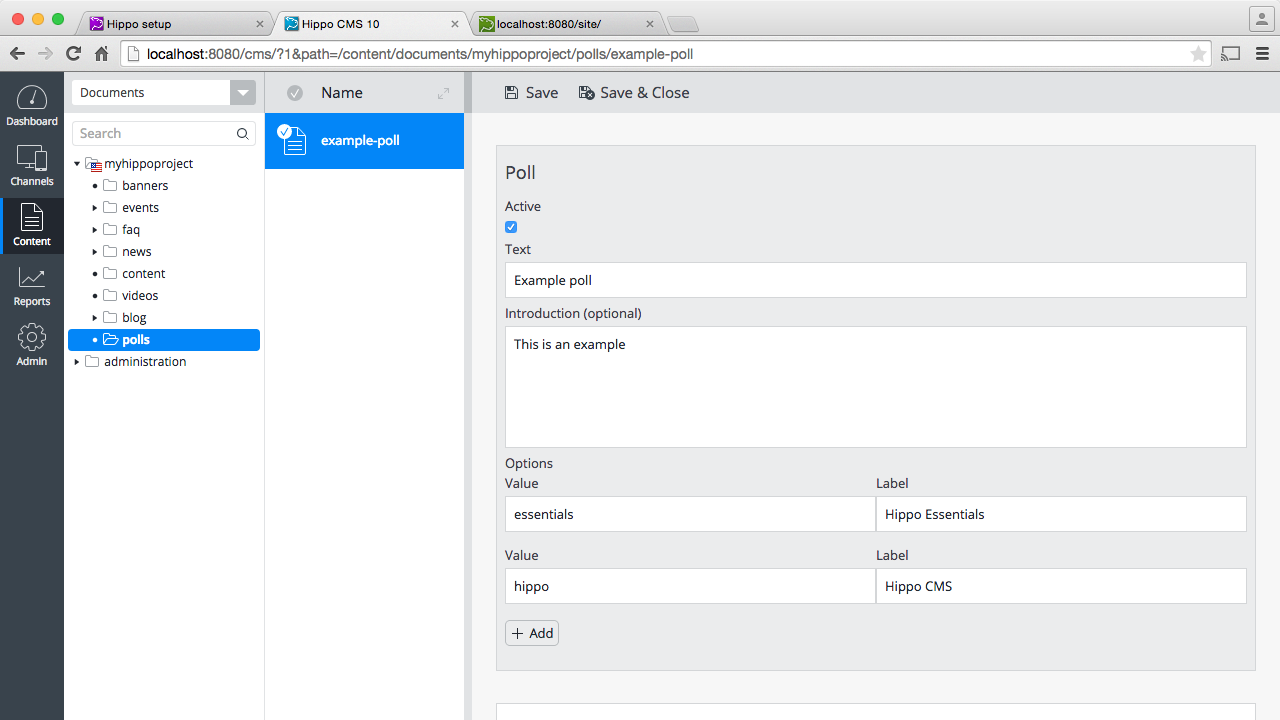 Hippo setup
Hippo CMS 10
localhost:8080/site/
localhost:8080/cms/?1&path=/content/documents/myhippoproject/polls/example-poll
Dashboard
Channels
Content
Reports
Admin
Documents
Search
myhippoproject
banners
events
faq
news
content
videos
blog
polls
administration
Name
example-poll
Save
Save & Close
Poll
Active
Text
Example poll
Introduction (optional)
This is an example
Options
Value Label
essentials Hippo Essentials
Value Label
hippo Hippo CMS
+ Add